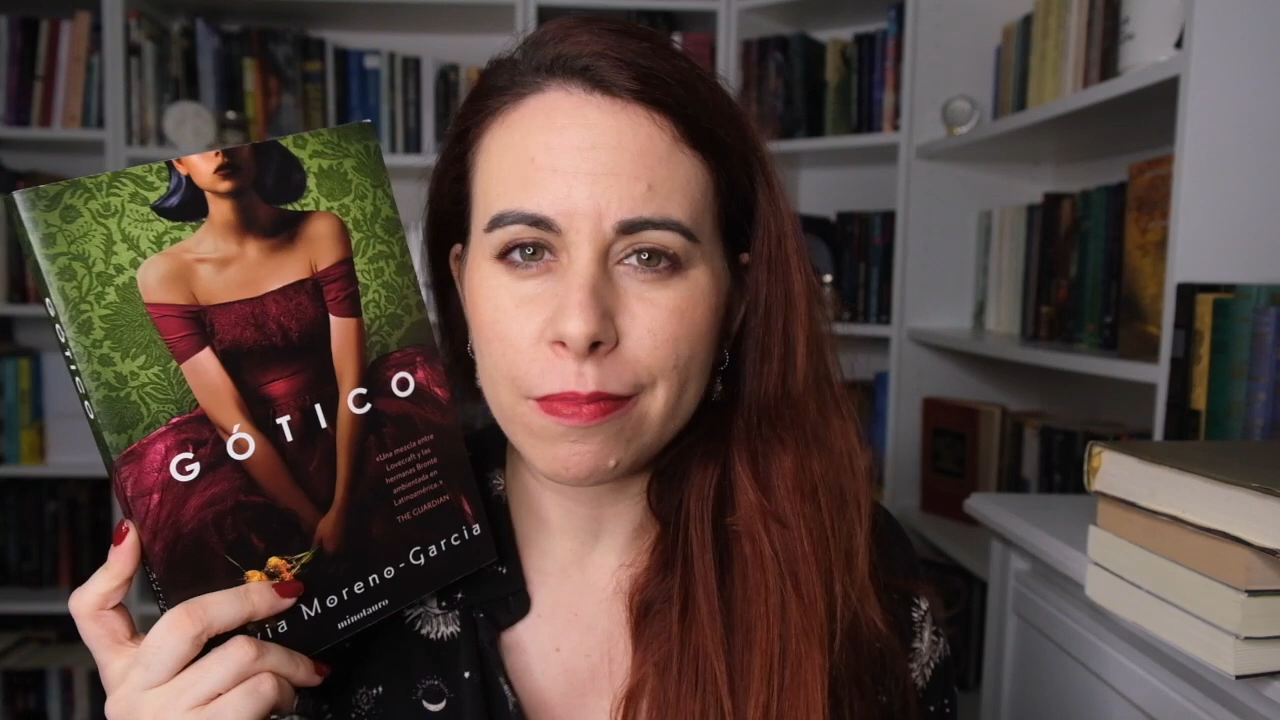 GÓTICO
GÓTICO
«Una mezcla entre
Lovecraft y las
hermanas Brontë
ambientada en
Latinoamérica.»
THE GUARDIAN
Moreno-Garcia
minotauro